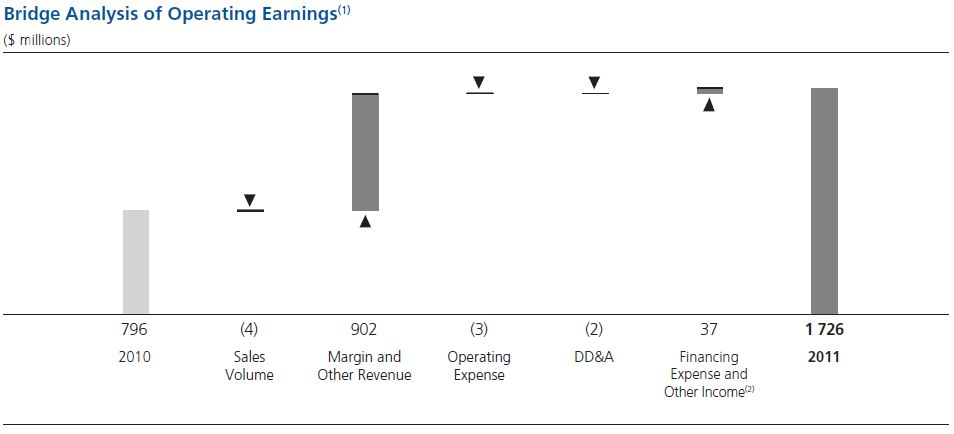 Bridge Analysis of Operating Earnings(1)
($ millions)
796 (4) 902 (3) (2) 37 1 726
2010 Sales Margin and Operating DD&A Financing 2011
Volume Other Revenue Expense Expense and
Other Income(2)